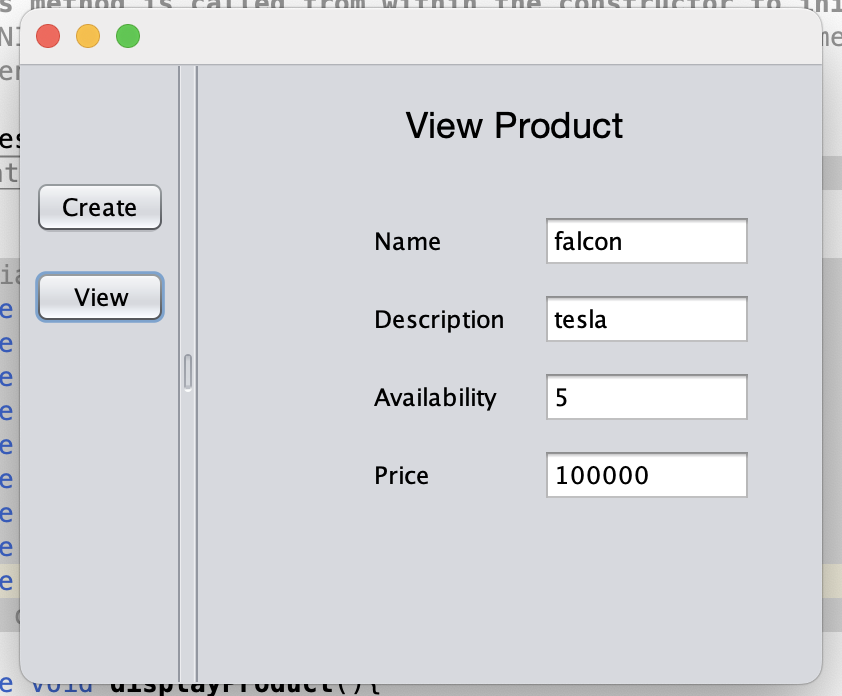 s method is called from within the constructor to ini
View Product
Create
View
Name
falcon
Description
tesla
Availability
5
Price
100000
e void displayProduct(){